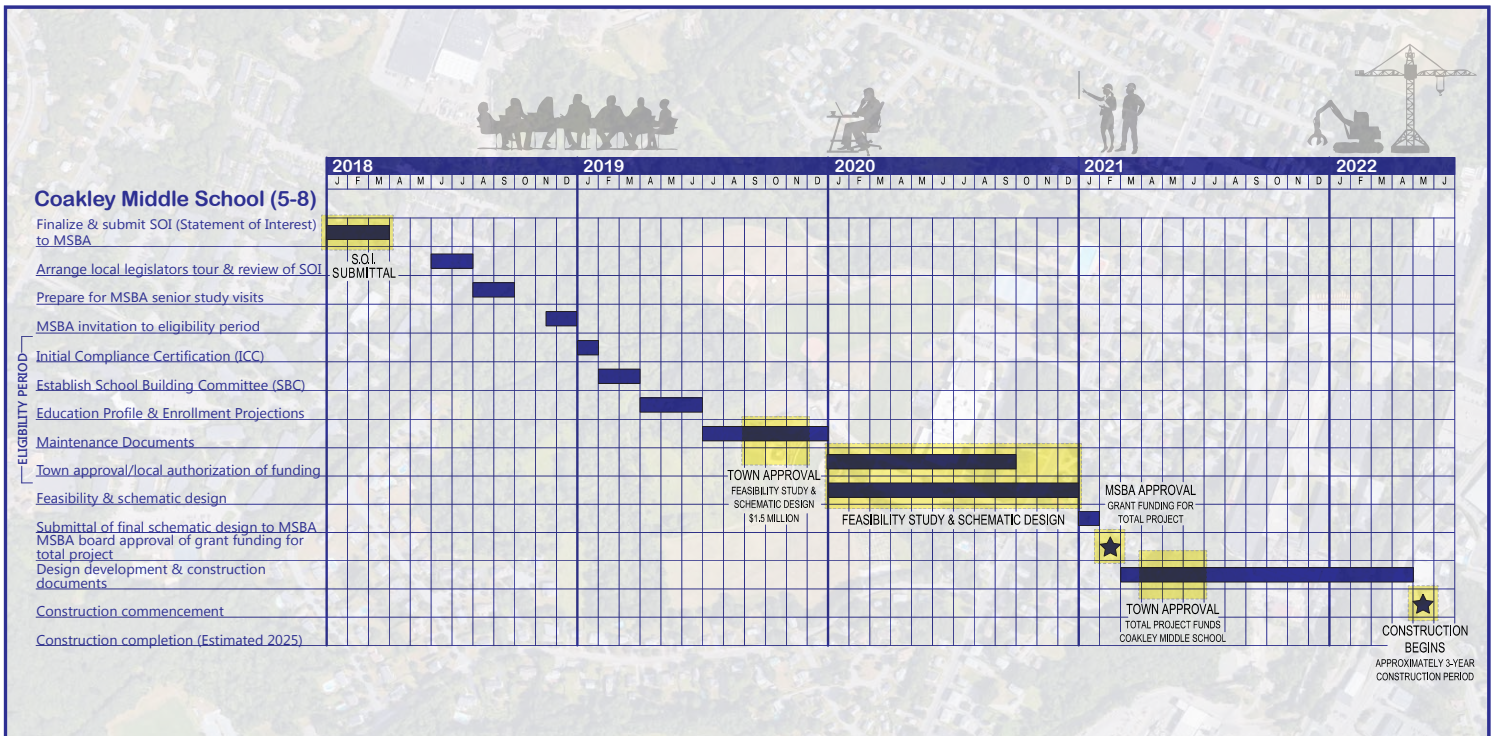 2018 2019 2020 2021 2022
J F M A M J J A S O N D J F M A M J J A S O N D J F M A M J J A S O N D J F M A M J J A S O N D J F M A M J
Coakley Middle School (5-8)
Finalize & submit SOI (Statement of Interest)
to MSBA
S.O.I.
SUBMITTAL
Arrange local legislators tour & review of SOI
Prepare for MSBA senior study visits
MSBA invitation to eligibility period
ELIGIBILITY PERIOD
Initial Compliance Certification (ICC)
Establish School Building Committee (SBC)
Education Profile & Enrollment Projections
Maintenance Documents
Town approval/local authorization of funding
TOWN APPROVAL
FEASIBILITY STUDY &
SCHEMATIC DESIGN
$1.5 MILLION
Feasibility & schematic design
FEASIBILITY STUDY & SCHEMATIC DESIGN
MSBA APPROVAL
GRANT FUNDING FOR
TOTAL PROJECT
Submittal of final schematic design to MSBA
MSBA board approval of grant funding for
total project
Design development & construction
documents
TOWN APPROVAL
TOTAL PROJECT FUNDS
COAKLEY MIDDLE SCHOOL
Construction commencement
Construction completion (Estimated 2025)
CONSTRUCTION
BEGINS
APPROXIMATELY 3-YEAR
CONSTRUCTION PERIOD